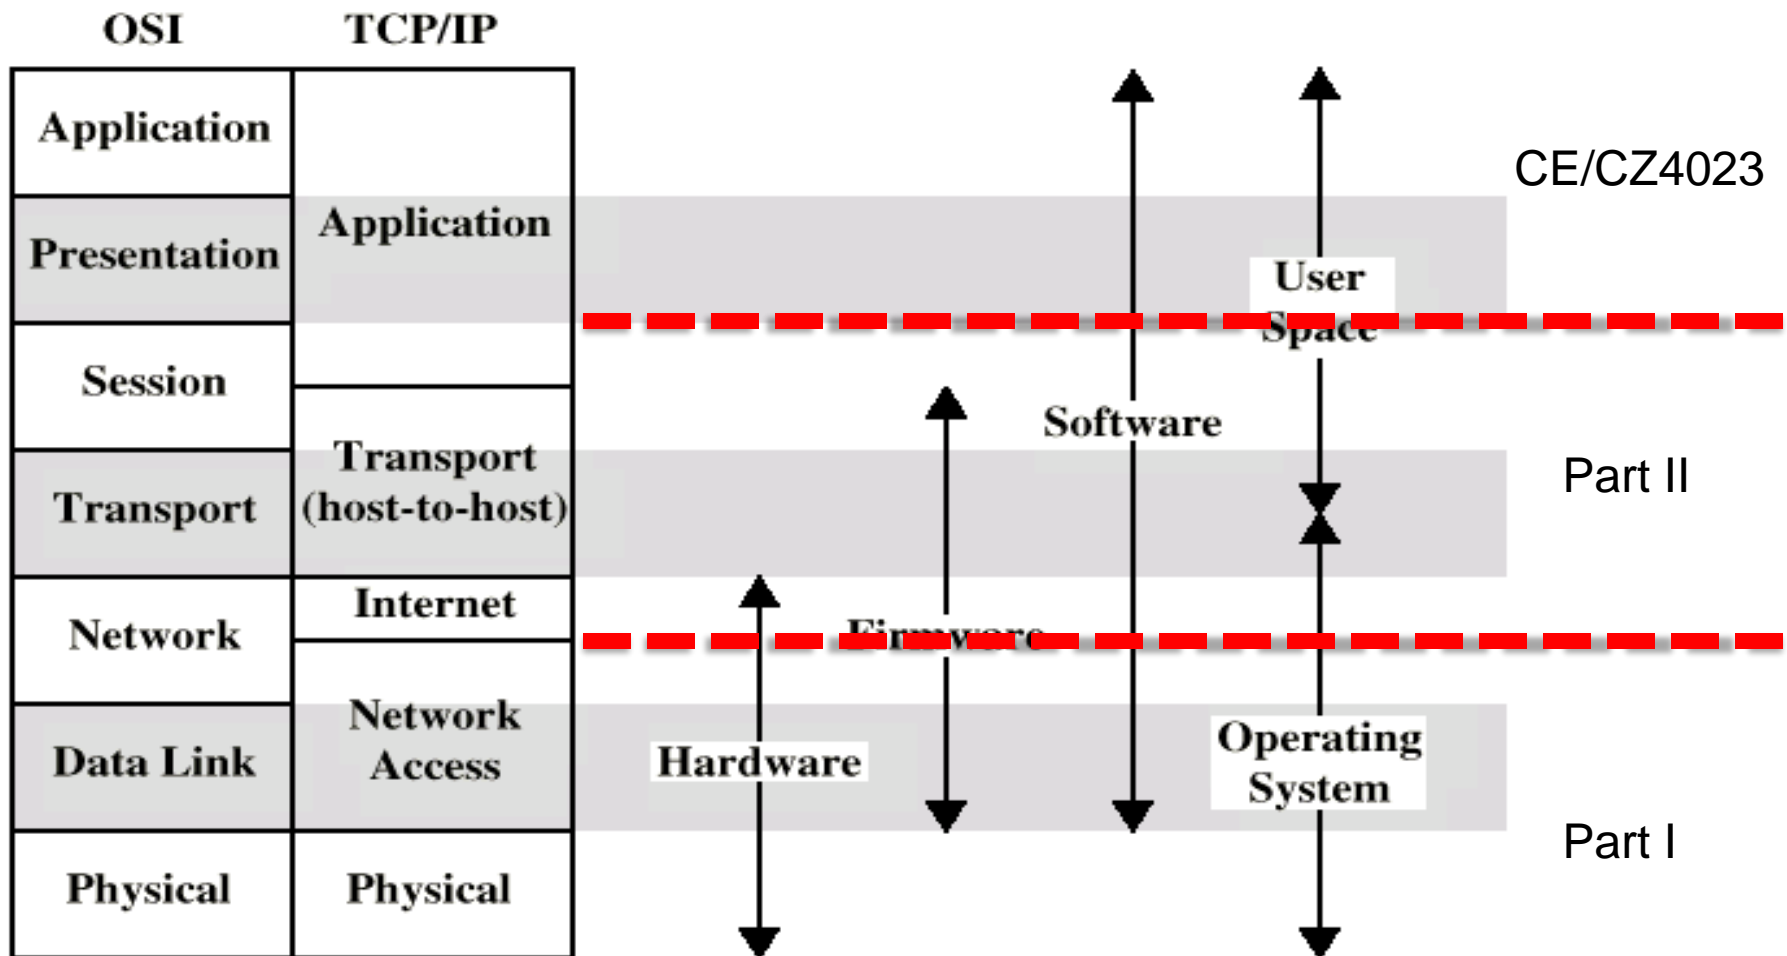 OSI
TCP/IP
Application
Presentation
Session
Transport
Network
Data Link
Physical
Application
Transport
(host-to-host)
Internet
Network
Access
Physical
Hardware
Firmware
Software
User
Space
Operating
System
CE/CZ4023
Part II
Part I